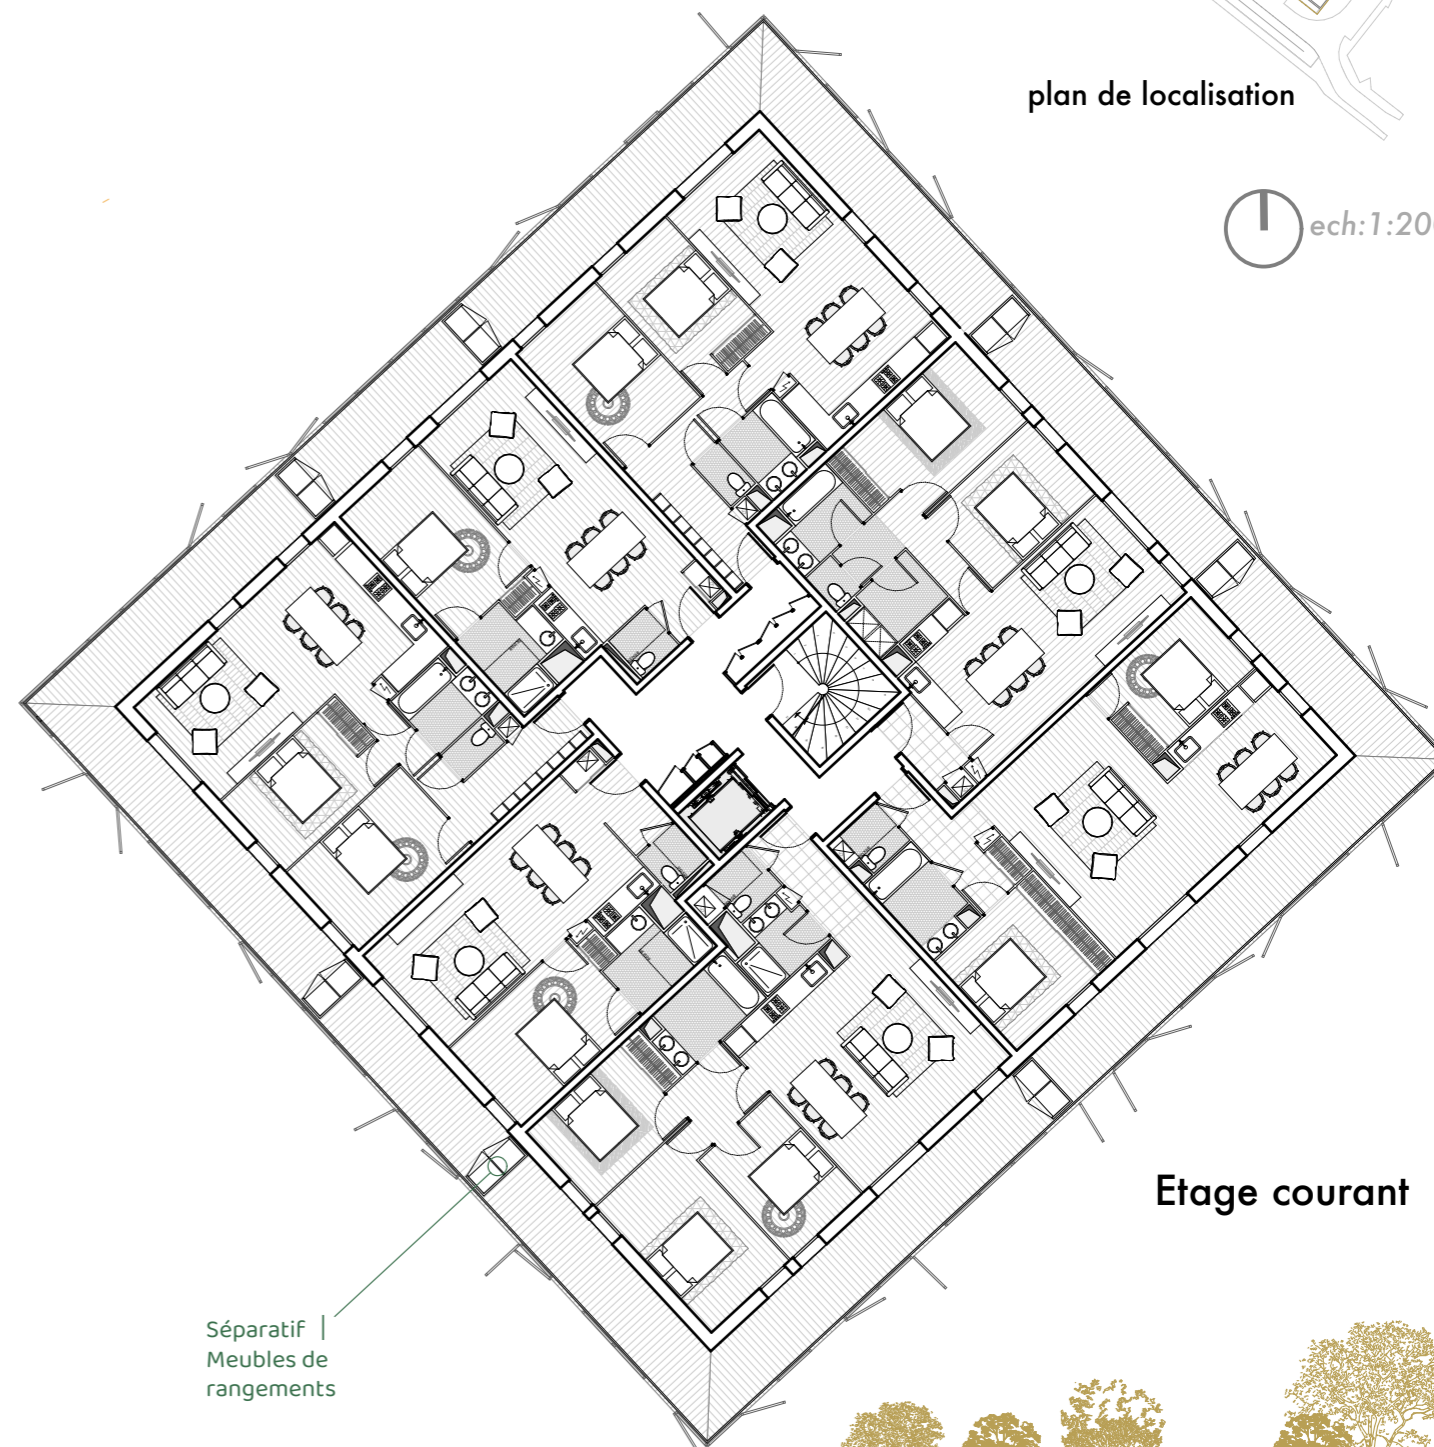 plan de localisation
ech:1:20
Etage courant
Séparatif |
Meubles de
rangements